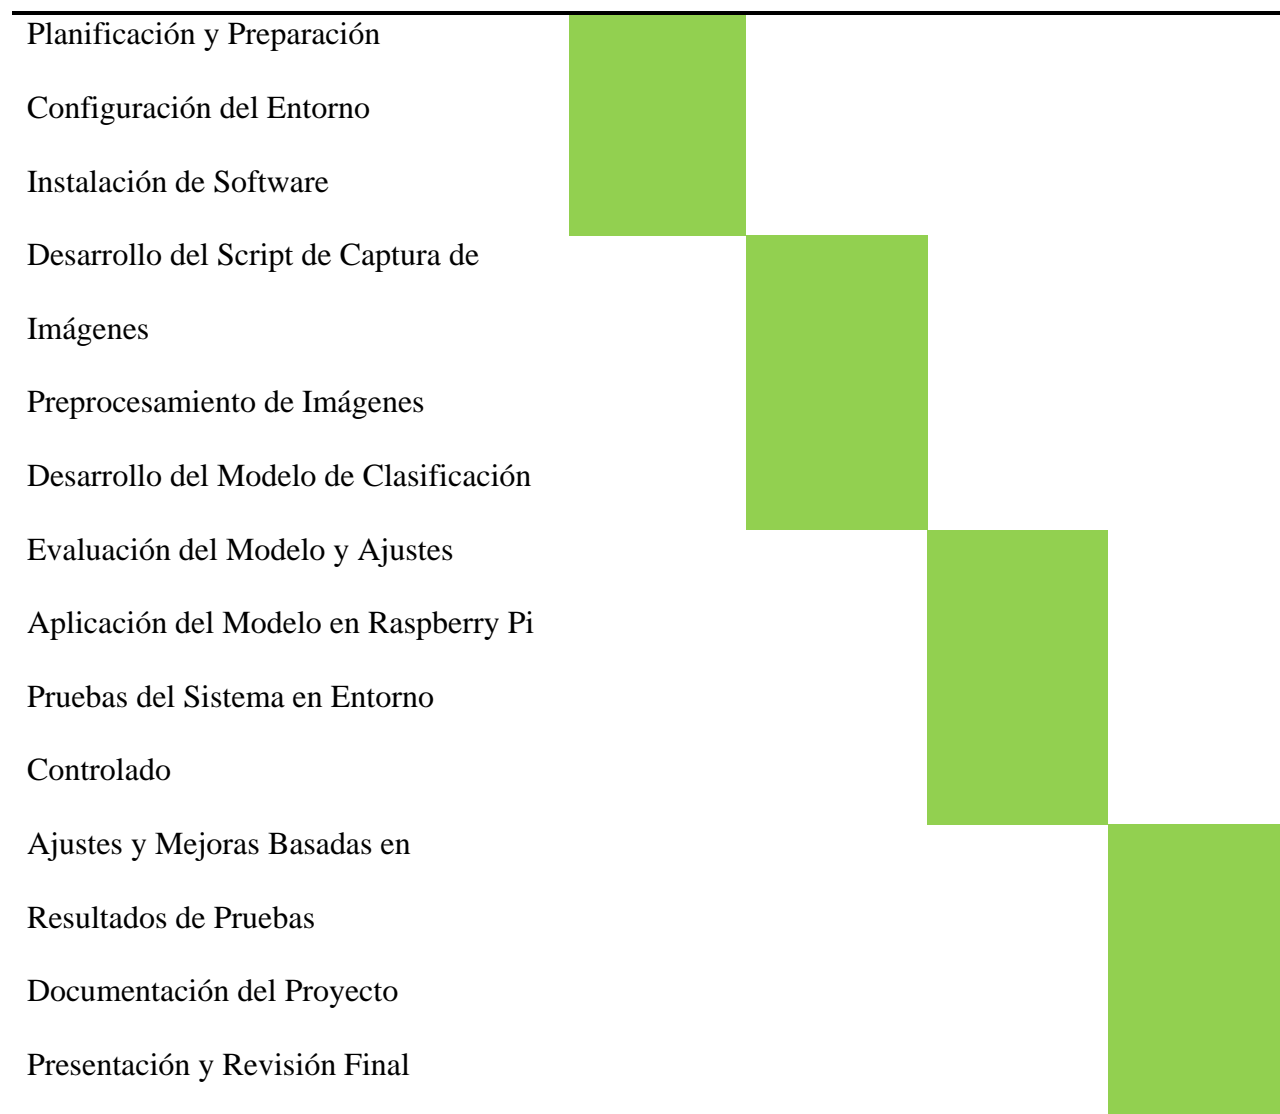 Planificación y Preparación
Configuración del Entorno
Instalación de Software
Desarrollo del Script de Captura de
Imágenes
Preprocesamiento de Imágenes
Desarrollo del Modelo de Clasificación
Evaluación del Modelo y Ajustes
Aplicación del Modelo en Raspberry Pi
Pruebas del Sistema en Entorno
Controlado
Ajustes y Mejoras Basadas en
Resultados de Pruebas
Documentación del Proyecto
Presentación y Revisión Final